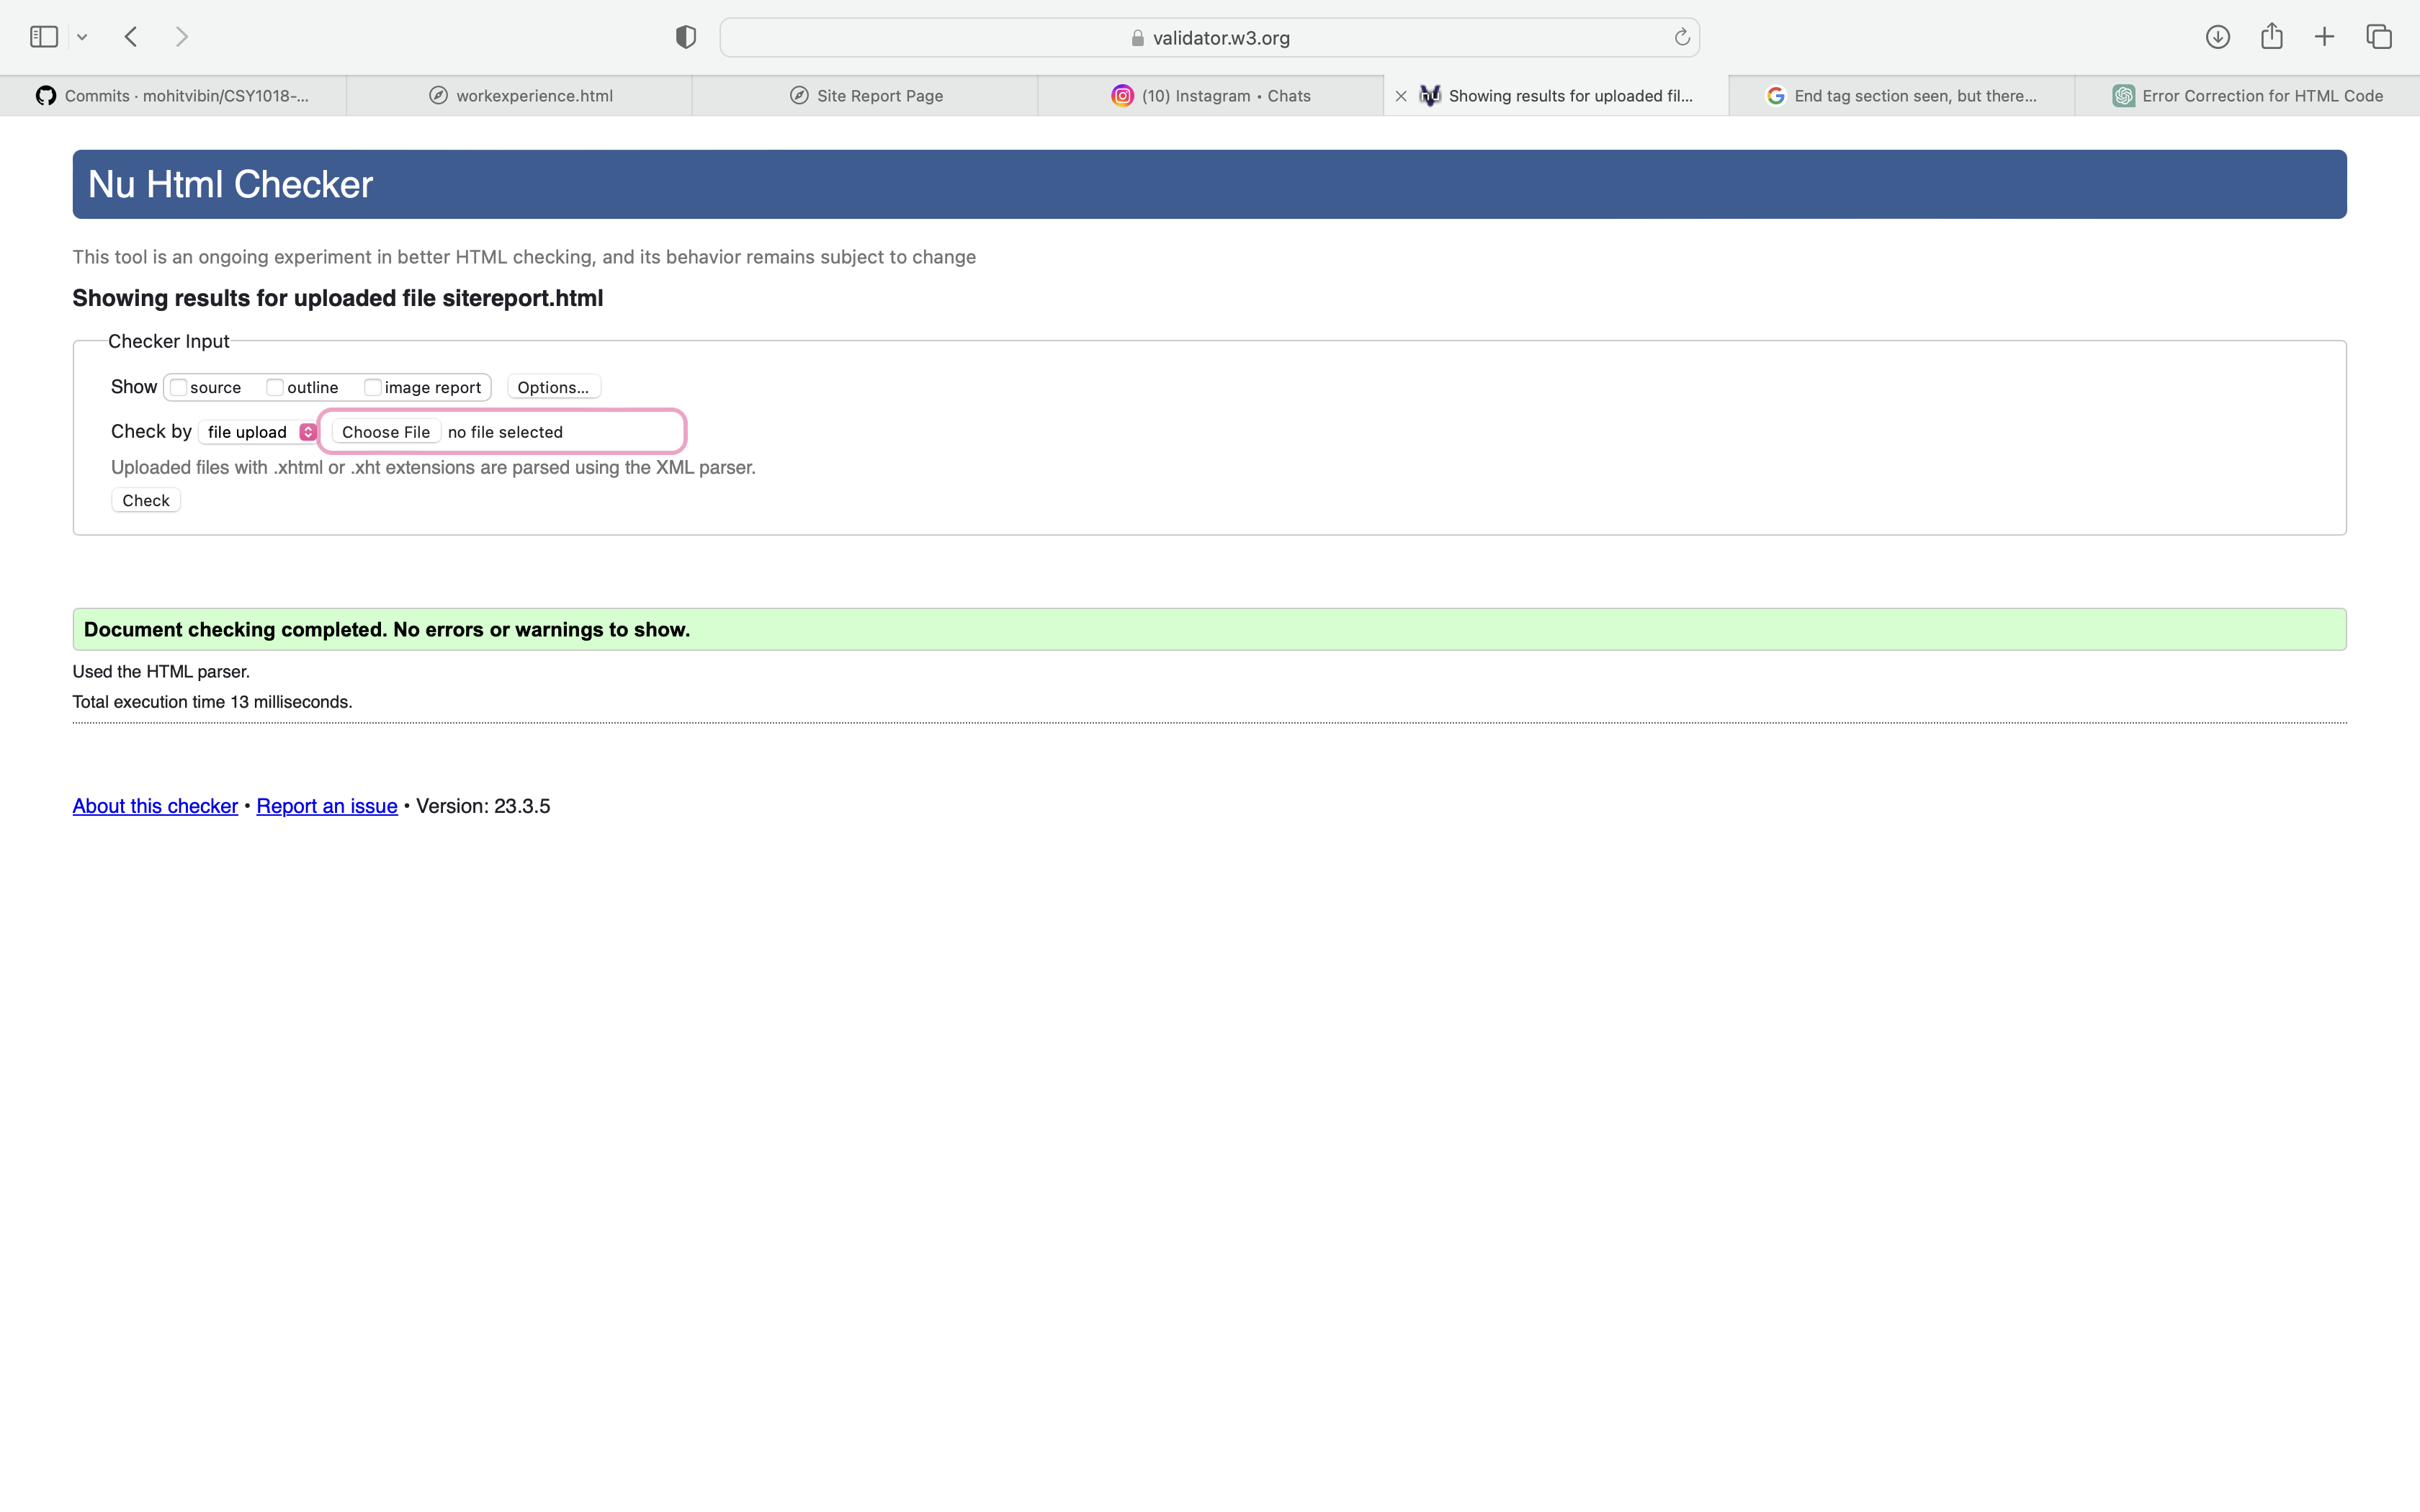 validator.w3.org
Commits · mohitvibin/CSY1018-...
workexperience.html
Site Report Page
(10) Instagram • Chats
Showing results for uploaded fil...
End tag section seen, but there...
Error Correction for HTML Code
Nu Html Checker
This tool is an ongoing experiment in better HTML checking, and its behavior remains subject to change
Showing results for uploaded file sitereport.html
Checker Input
Show source outline image report Options...
Check by file upload Choose File no file selected
Uploaded files with .xhtml or .xht extensions are parsed using the XML parser.
Check
Document checking completed. No errors or warnings to show.
Used the HTML parser.
Total execution time 13 milliseconds.
About this checker • Report an issue • Version: 23.3.5